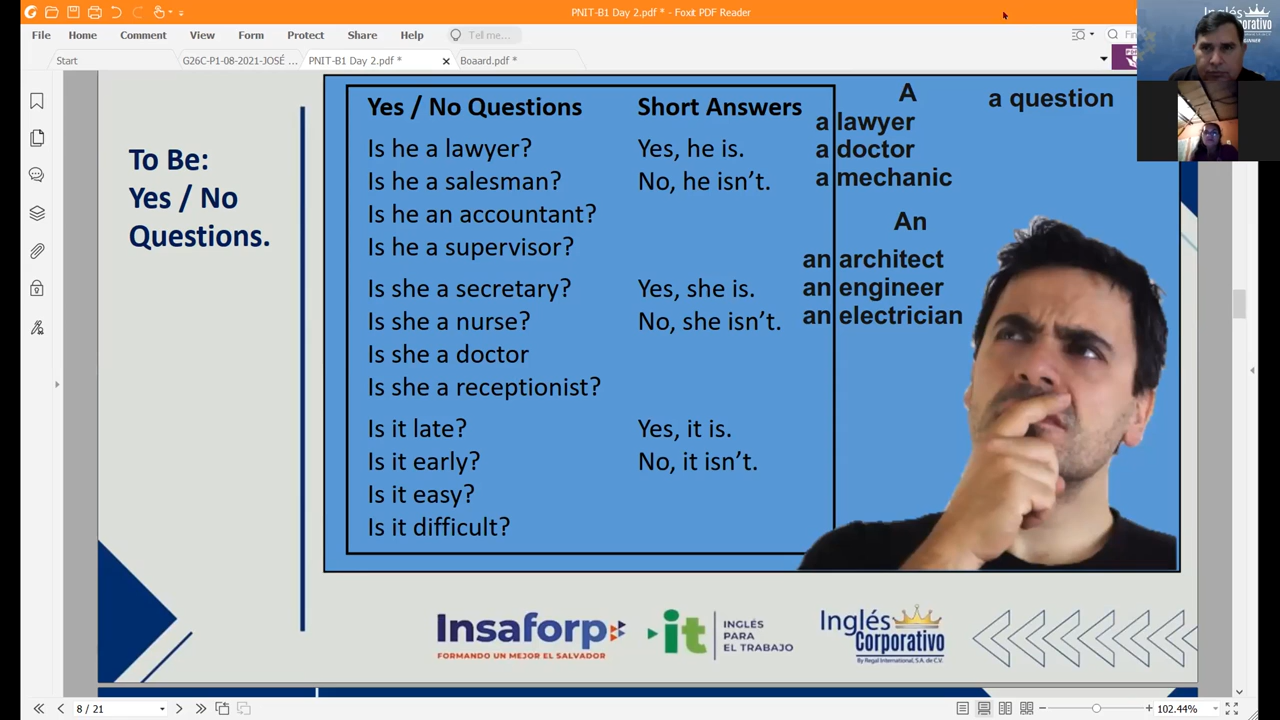 PNIT-B1 Day 2.pdf * - Foxit PDF Reader
File Home Comment View Form Protect Share Help Tell me...
Start G26C-P1-08-2021-JOSÉ ... PNIT-B1 Day 2.pdf * Boaard.pdf *
Inglés
To Be:
Yes / No
Questions.
Yes / No Questions Short Answers
Is he a lawyer? Yes, he is.
Is he a salesman? No, he isn't.
Is he an accountant?
Is he a supervisor?
Is she a secretary? Yes, she is.
Is she a nurse? No, she isn't.
Is she a doctor
Is she a receptionist?
Is it late? Yes, it is.
Is it early? No, it isn't.
Is it easy?
Is it difficult?
A
a lawyer
a doctor
a mechanic
a question
An
an architect
an engineer
an electrician
Insaforp
FORMANDO UN MEJOR EL SALVADOR
it
INGLÉS
PARA
EL TRABAJO
Inglés
Corporativo
By Regal International, S.A. de C.V.
8 / 21
102.44%